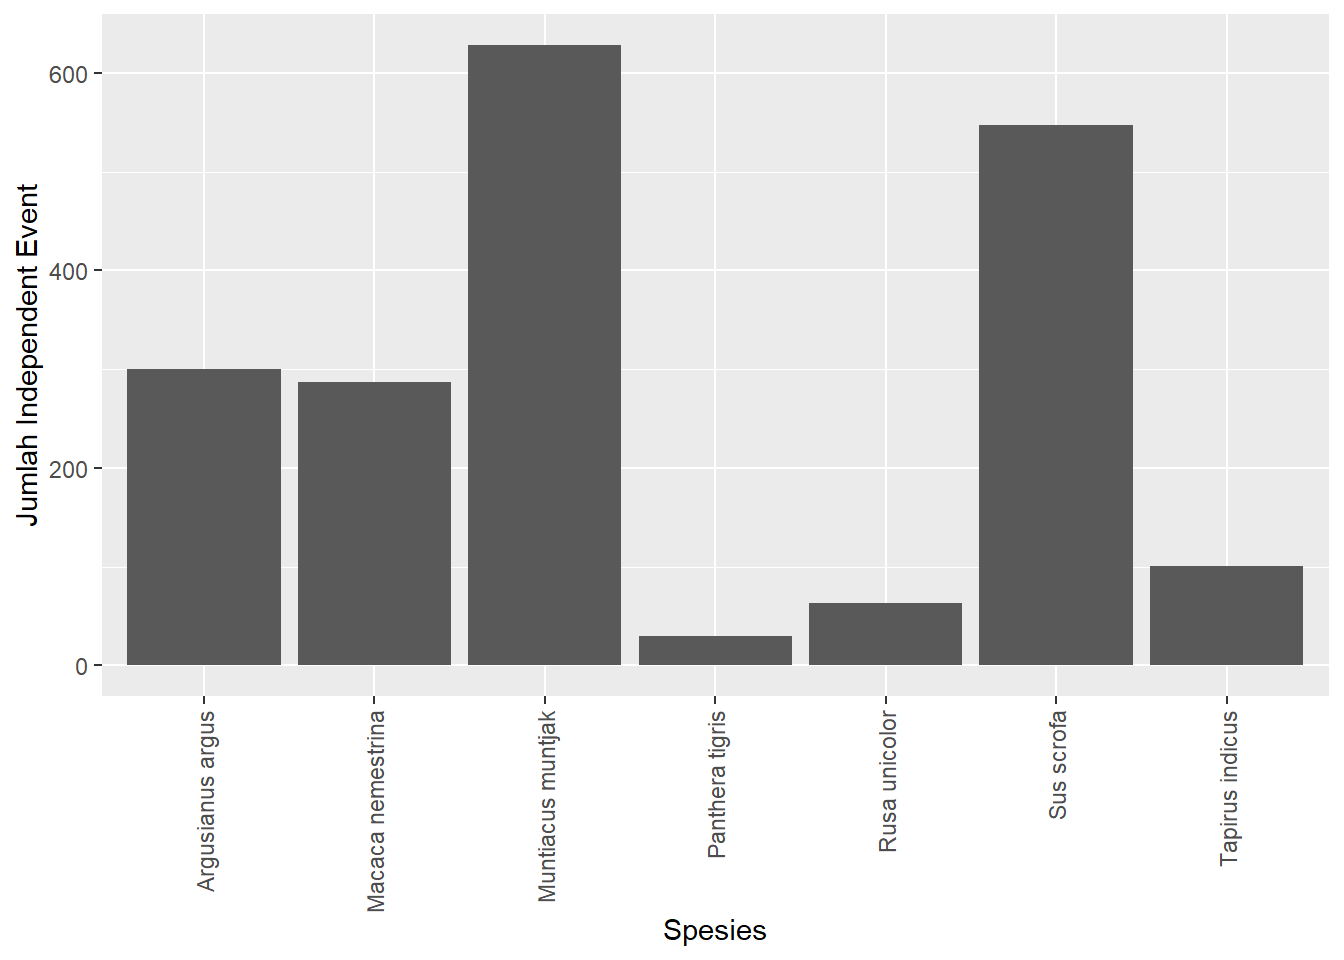 Jumlah Independent Event
600
400
200
0
Argusianus argus
Macaca nemestrina
Muntiacus muntjak
Panthera tigris
Rusa unicolor
Sus scrofa
Tapirus indicus
Spesies